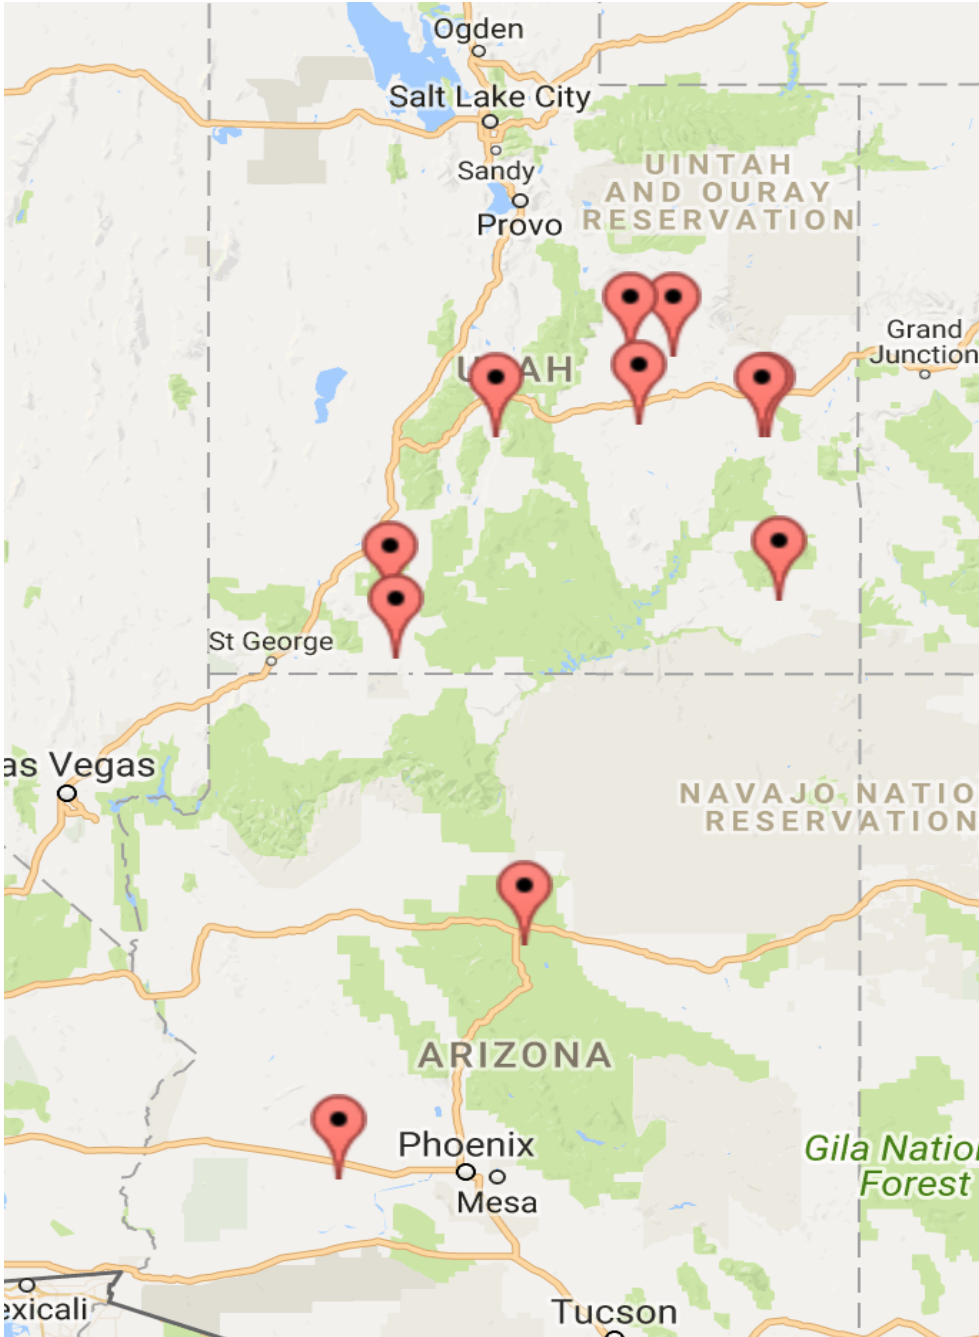 Ogden
Salt Lake City
Sandy
Provo
UINTAH
AND OURAY
RESERVATION
Grand
Junction
UTAH
St George
as Vegas
NAVAJO NATIO
RESERVATION
ARIZONA
Phoenix
Mesa
Gila Nation
Forest
exicali
Tucson